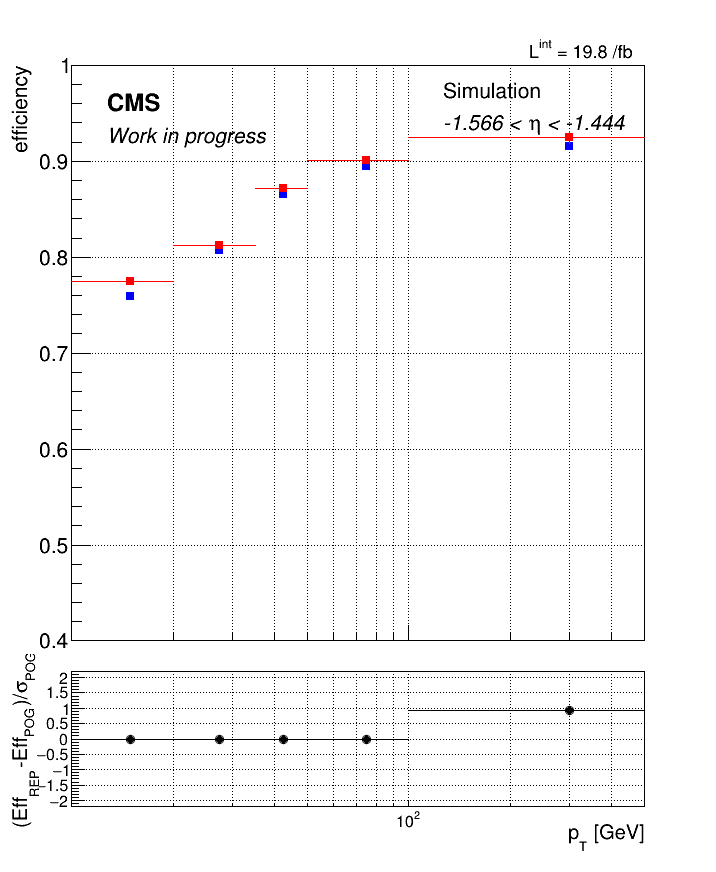 L^int = 19.8 /fb
efficiency
CMS
Work in progress
Simulation
-1.566 < η < -1.444
1
0.9
0.8
0.7
0.6
0.5
0.4
(Eff_REP -Eff_POG)/σ_POG
2
1.5
1
0.5
0
−0.5
−1
−1.5
−2
10^2
p_T [GeV]